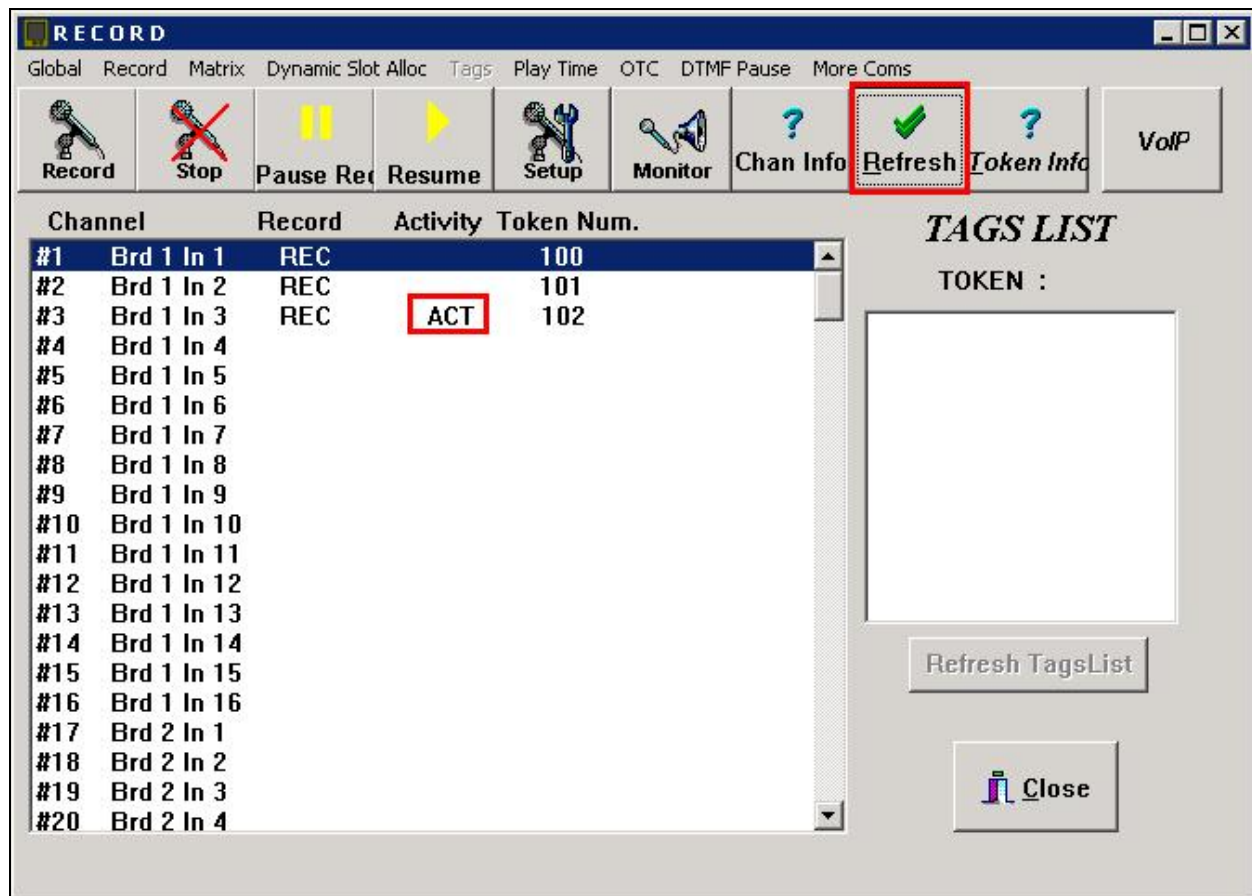 RECORD
Global Record Matrix Dynamic Slot Alloc Tags Play Time OTC DTMF Pause More Coms
Record Stop Pause Rec Resume Setup Monitor Chan Info Refresh Token Info VoIP
Channel Record Activity Token Num.
TAGS LIST
TOKEN :
#1 Brd 1 In 1 REC 100
#2 Brd 1 In 2 REC 101
#3 Brd 1 In 3 REC ACT 102
#4 Brd 1 In 4
#5 Brd 1 In 5
#6 Brd 1 In 6
#7 Brd 1 In 7
#8 Brd 1 In 8
#9 Brd 1 In 9
#10 Brd 1 In 10
#11 Brd 1 In 11
#12 Brd 1 In 12
#13 Brd 1 In 13
#14 Brd 1 In 14
#15 Brd 1 In 15
#16 Brd 1 In 16
#17 Brd 2 In 1
#18 Brd 2 In 2
#19 Brd 2 In 3
#20 Brd 2 In 4
Refresh TagsList
Close